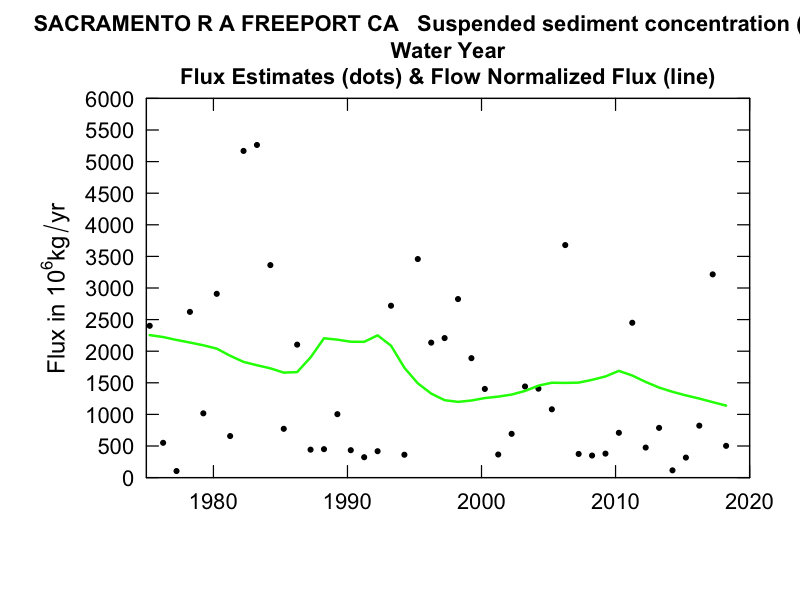 SACRAMENTO R A FREEPORT CA   Suspended sediment concentration (
Water Year
Flux Estimates (dots) & Flow Normalized Flux (line)
6000
5500
5000
4500
4000
3500
3000
2500
2000
1500
1000
500
0
Flux in 10⁶kg/yr
1980 1990 2000 2010 2020